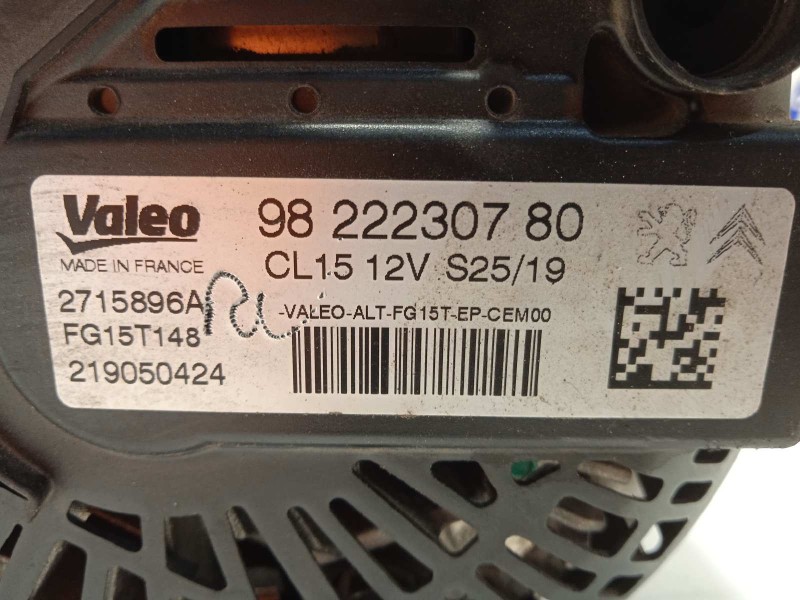 Valeo
98 222307 80
MADE IN FRANCE
CL15 12V S25/19
2715896A
-VALEO-ALT-FG15T-EP-CEM00
FG15T148
219050424